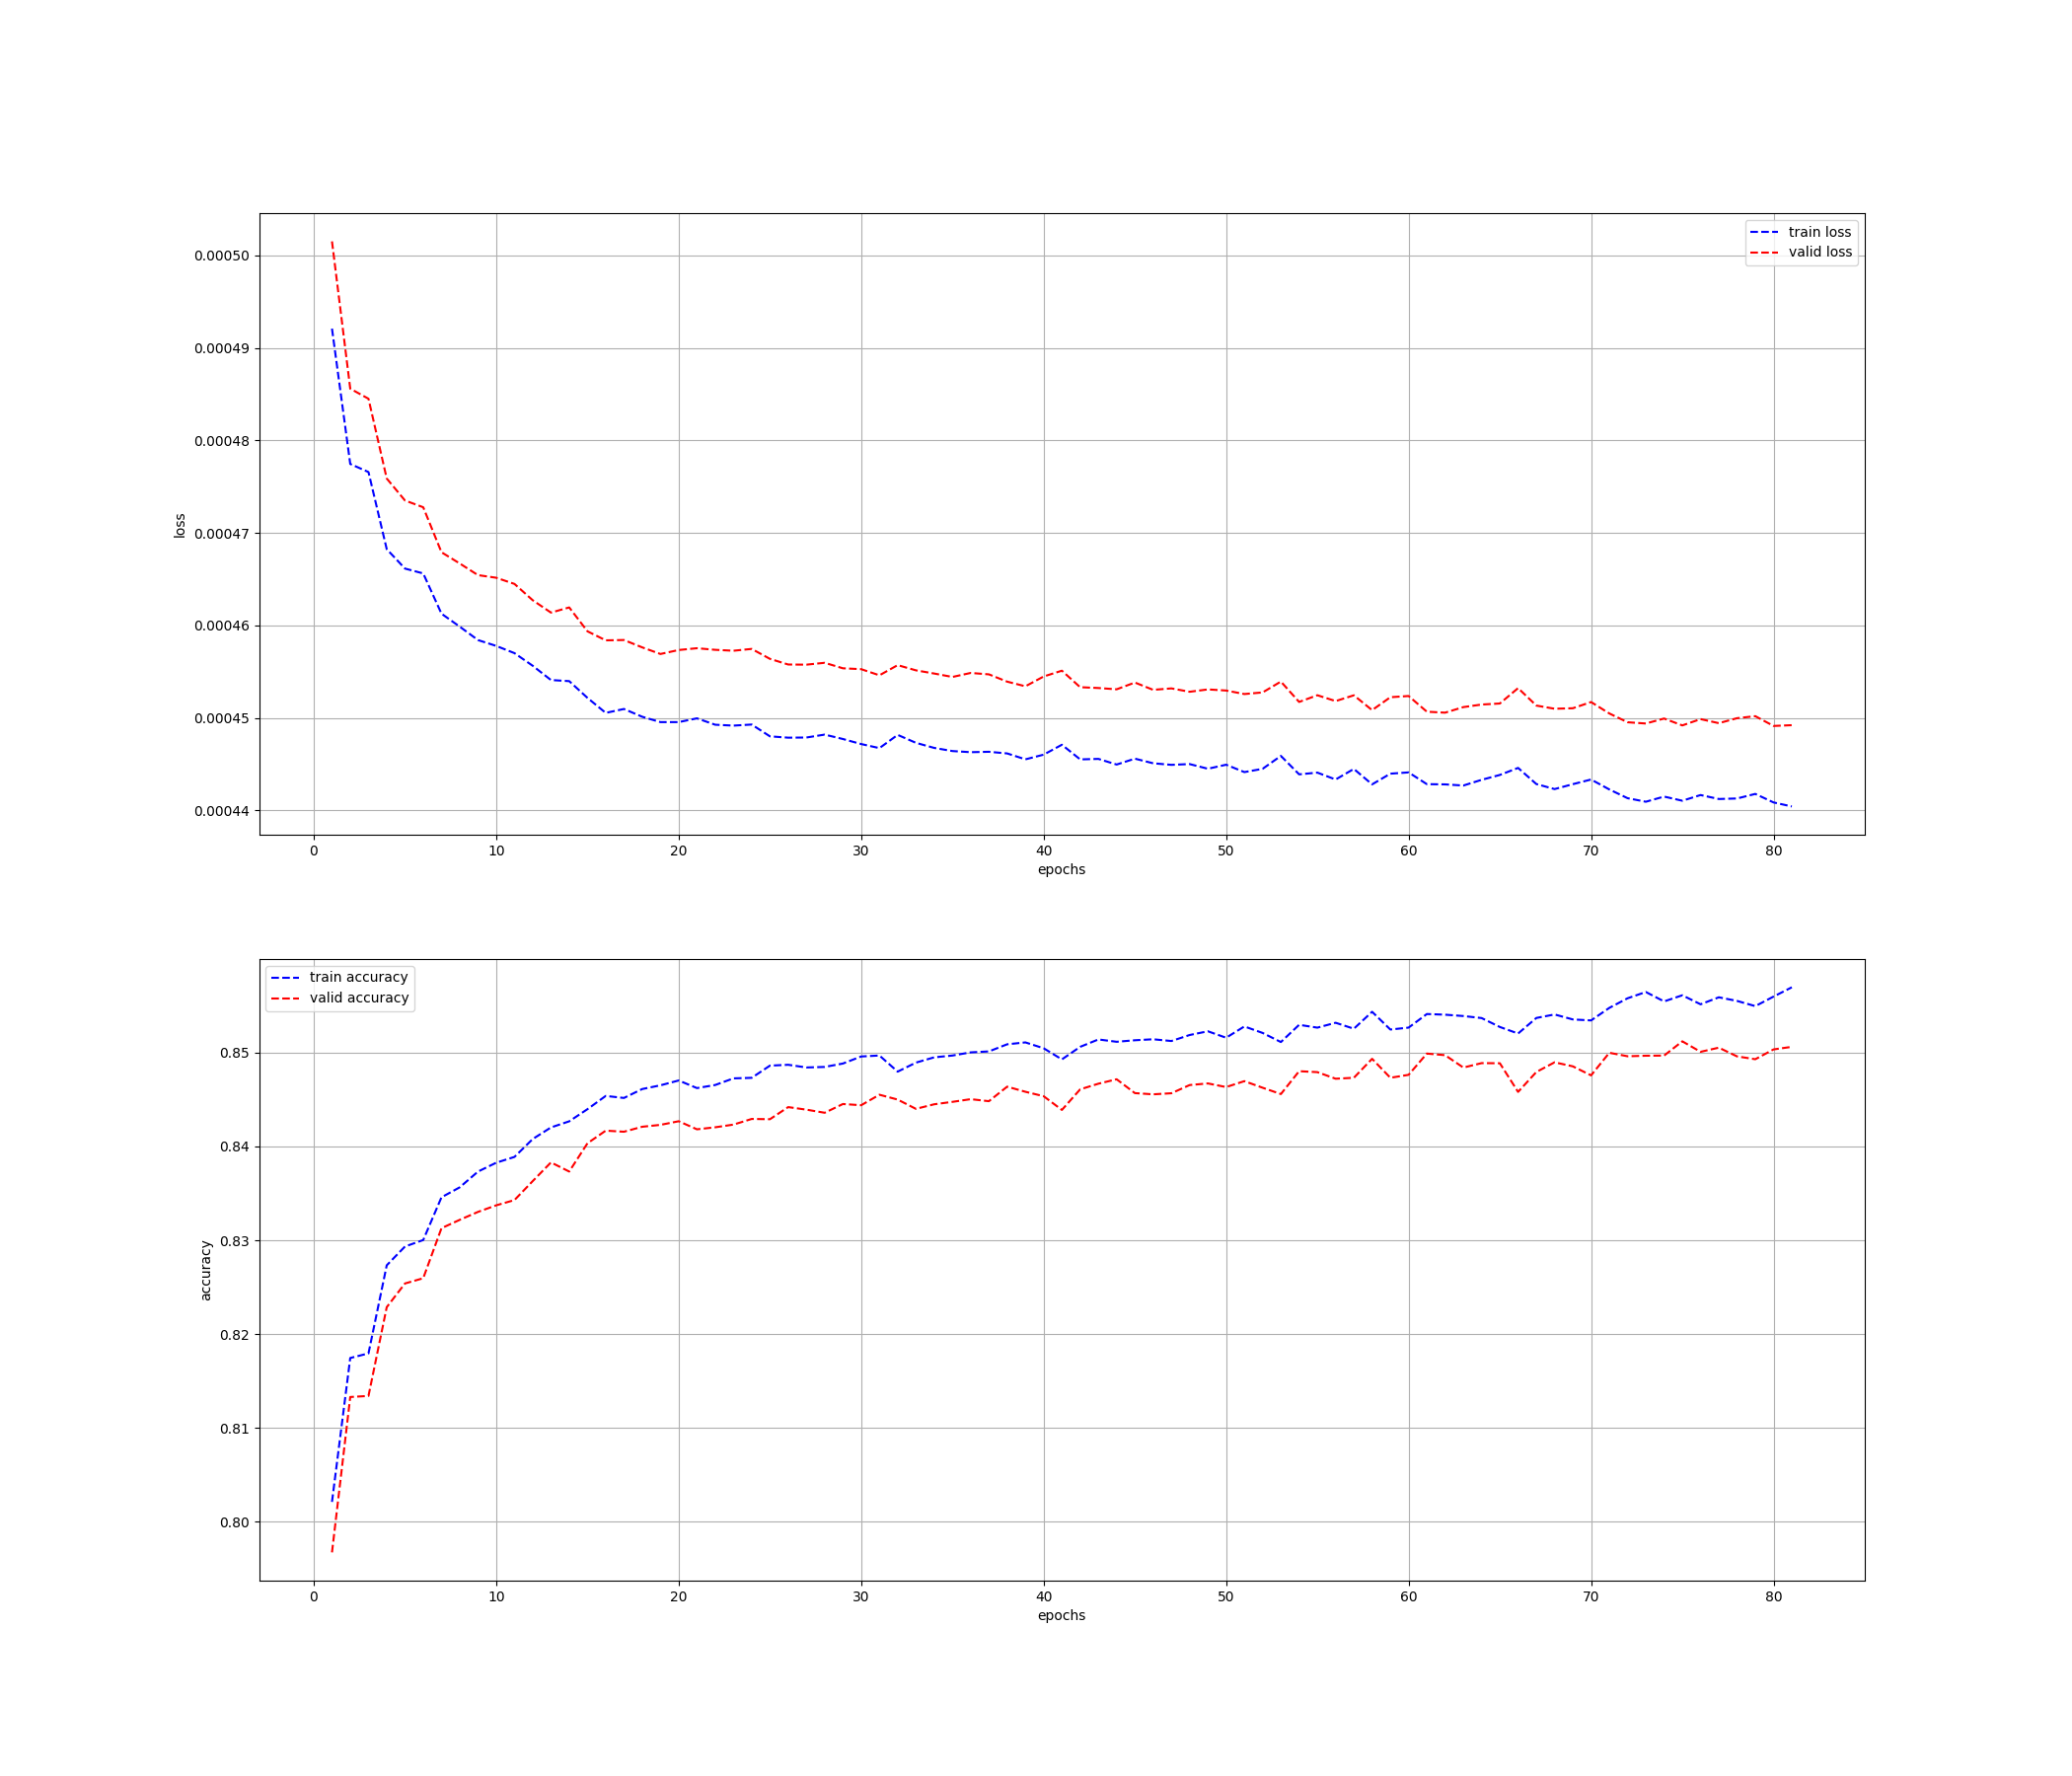 train loss
valid loss
0.00050
0.00049
0.00048
0.00047
0.00046
0.00045
0.00044
loss
0 10 20 30 40 50 60 70 80
epochs
train accuracy
valid accuracy
0.85
0.84
0.83
0.82
0.81
0.80
accuracy
0 10 20 30 40 50 60 70 80
epochs